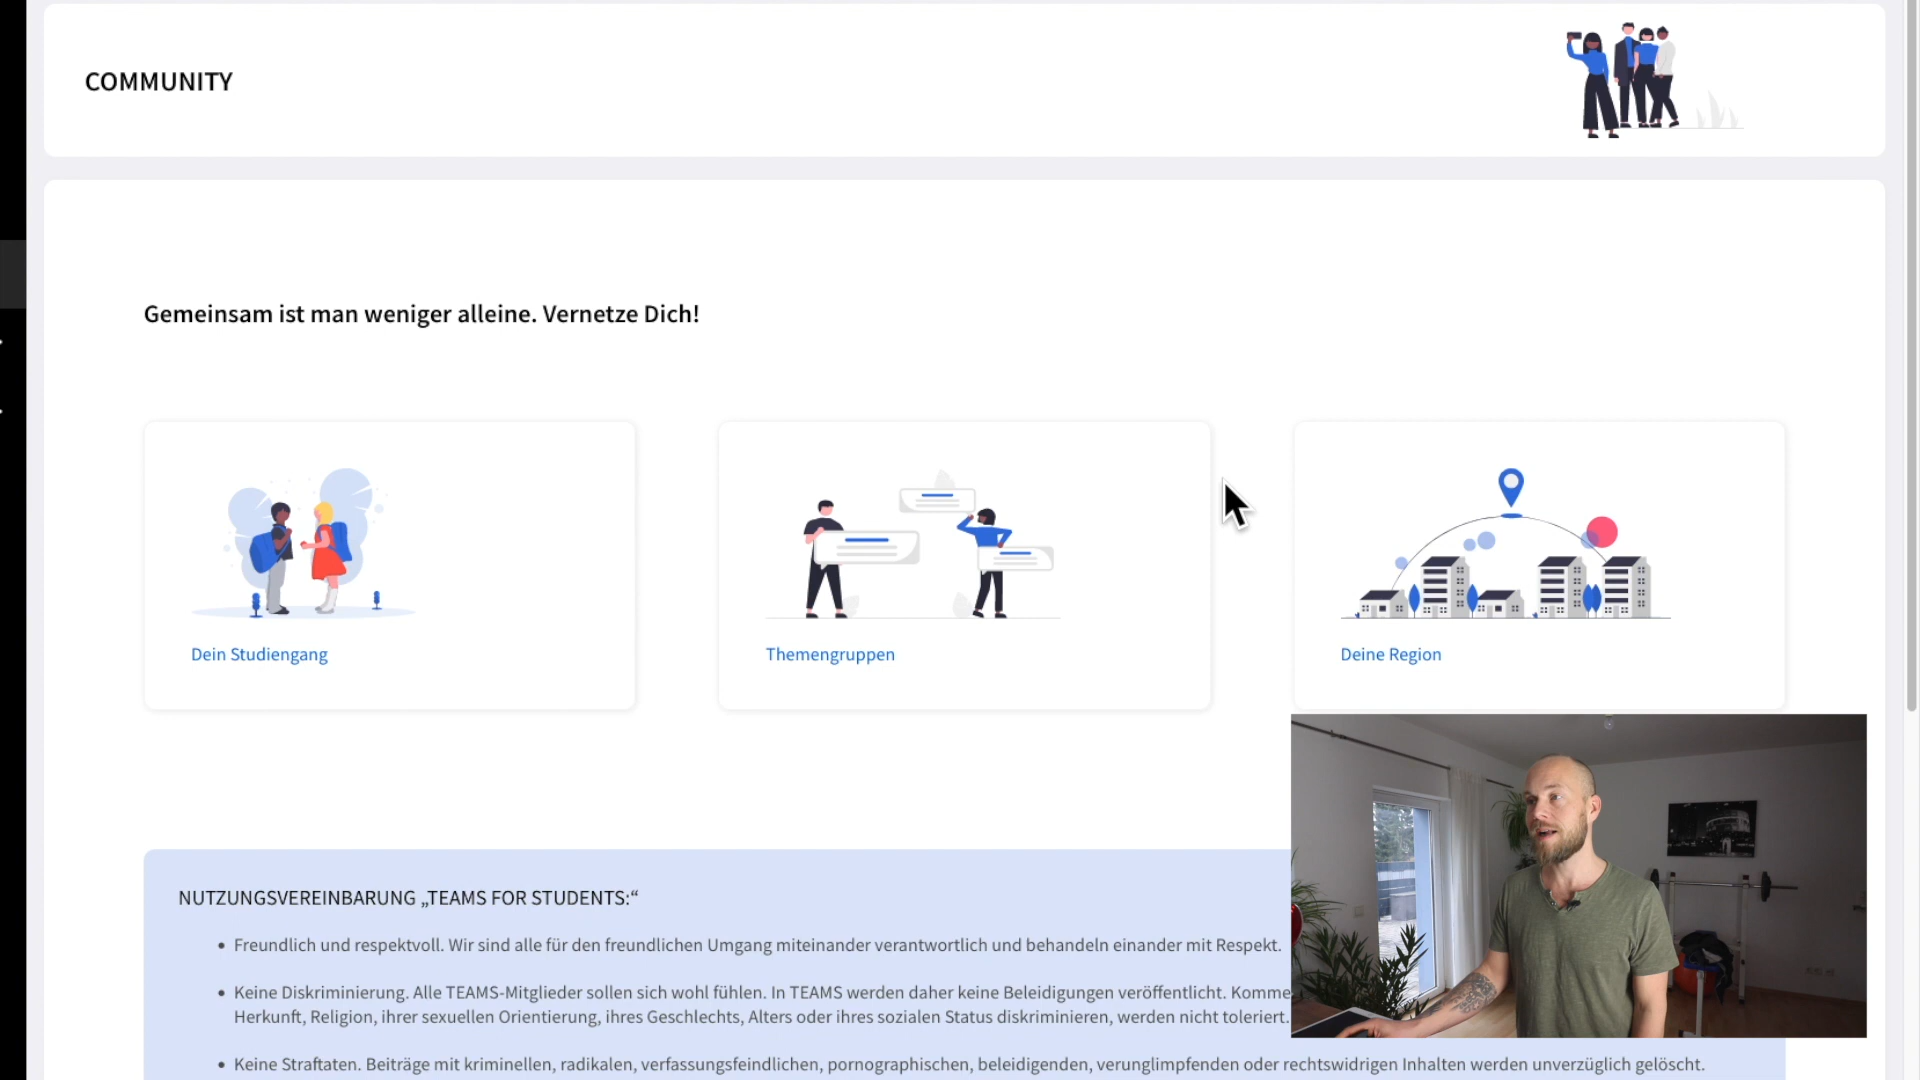 COMMUNITY
Gemeinsam ist man weniger alleine. Vernetze Dich!
Dein Studiengang
Themengruppen
Deine Region
NUTZUNGSVEREINBARUNG „TEAMS FOR STUDENTS:“
• Freundlich und respektvoll. Wir sind alle für den freundlichen Umgang miteinander verantwortlich und behandeln einander mit Respekt.
• Keine Diskriminierung. Alle TEAMS-Mitglieder sollen sich wohl fühlen. In TEAMS werden daher keine Beleidigungen veröffentlicht.
Herkunft, Religion, ihrer sexuellen Orientierung, ihres Geschlechts, Alters oder ihres sozialen Status diskriminieren, werden nicht toleriert.
• Keine Straftaten. Beiträge mit kriminellen, radikalen, verfassungsfeindlichen, pornographischen, beleidigenden, verunglimpfenden oder rechtswidrigen Inhalten werden unverzüglich gelöscht.